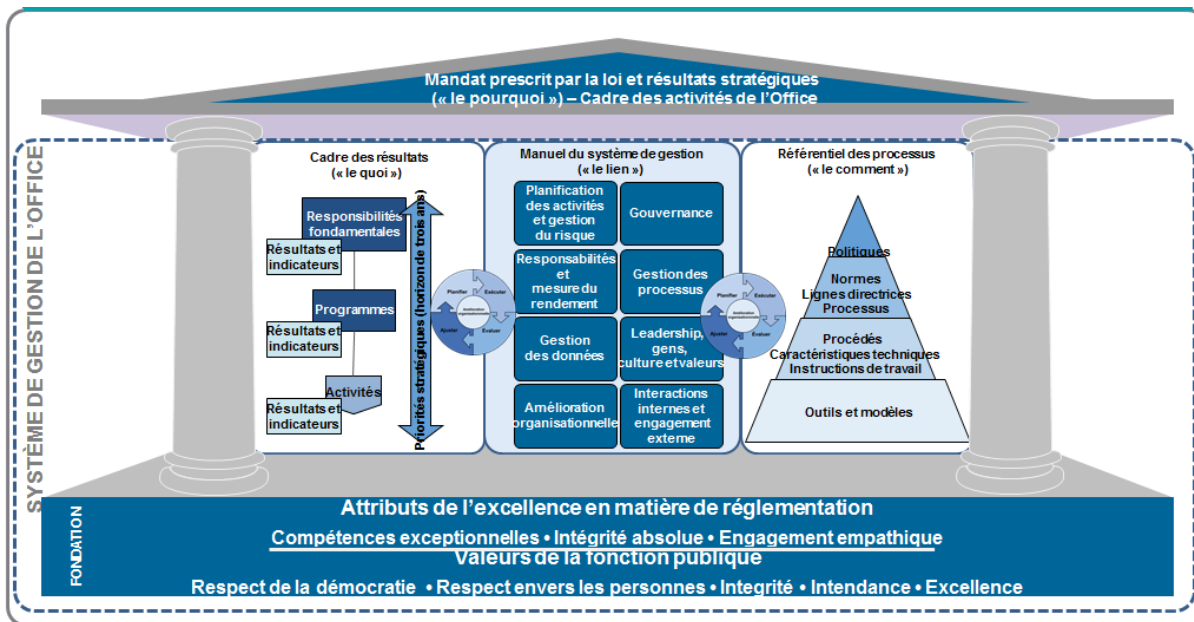 Mandat prescrit par la loi et résultats stratégiques
(« le pourquoi ») – Cadre des activités de l'Office
SYSTÈME DE GESTION DE L'OFFICE
Cadre des résultats
(« le quoi »)
Responsibilités
fondamentales
Résultats et
indicateurs
Programmes
Résultats et
indicateurs
Activités
Résultats et
indicateurs
Priorités stratégiques (horizon de trois ans)
Planifier
Exécuter
Évaluer
Ajuster
Amélioration
organisationnelle
Manuel du système de gestion
(« le lien »)
Planification
des activités
et gestion
du risque
Gouvernance
Responsabilités
et
mesure du
rendement
Gestion des
processus
Gestion
des données
Leadership,
gens,
culture et valeurs
Amélioration
organisationnelle
Interactions
internes et
engagement
externe
Planifier
Exécuter
Évaluer
Ajuster
Amélioration
organisationnelle
Référentiel des processus
(« le comment »)
Politiques
Normes
Lignes directrices
Processus
Procédés
Caractéristiques techniques
Instructions de travail
Outils et modèles
FONDATION
Attributs de l'excellence en matière de réglementation
Compétences exceptionnelles • Intégrité absolue • Engagement empathique
Valeurs de la fonction publique
Respect de la démocratie • Respect envers les personnes • Integrité • Intendance • Excellence